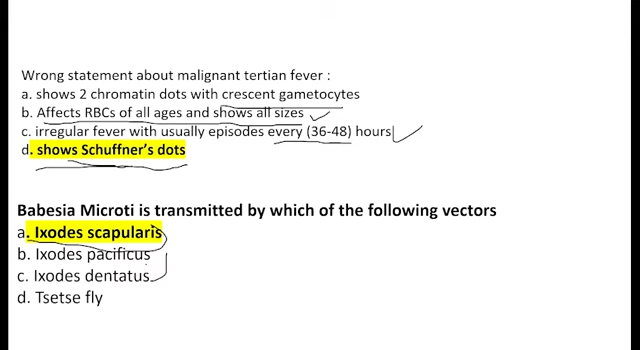 Wrong statement about malignant tertian fever :
a. shows 2 chromatin dots with crescent gametocytes
b. Affects RBCs of all ages and shows all sizes
c. irregular fever with usually episodes every (36-48) hours
d. shows Schuffner's dots
Babesia Microti is transmitted by which of the following vectors
a. Ixodes scapularis
b. Ixodes pacificus
c. Ixodes dentatus
d. Tsetse fly